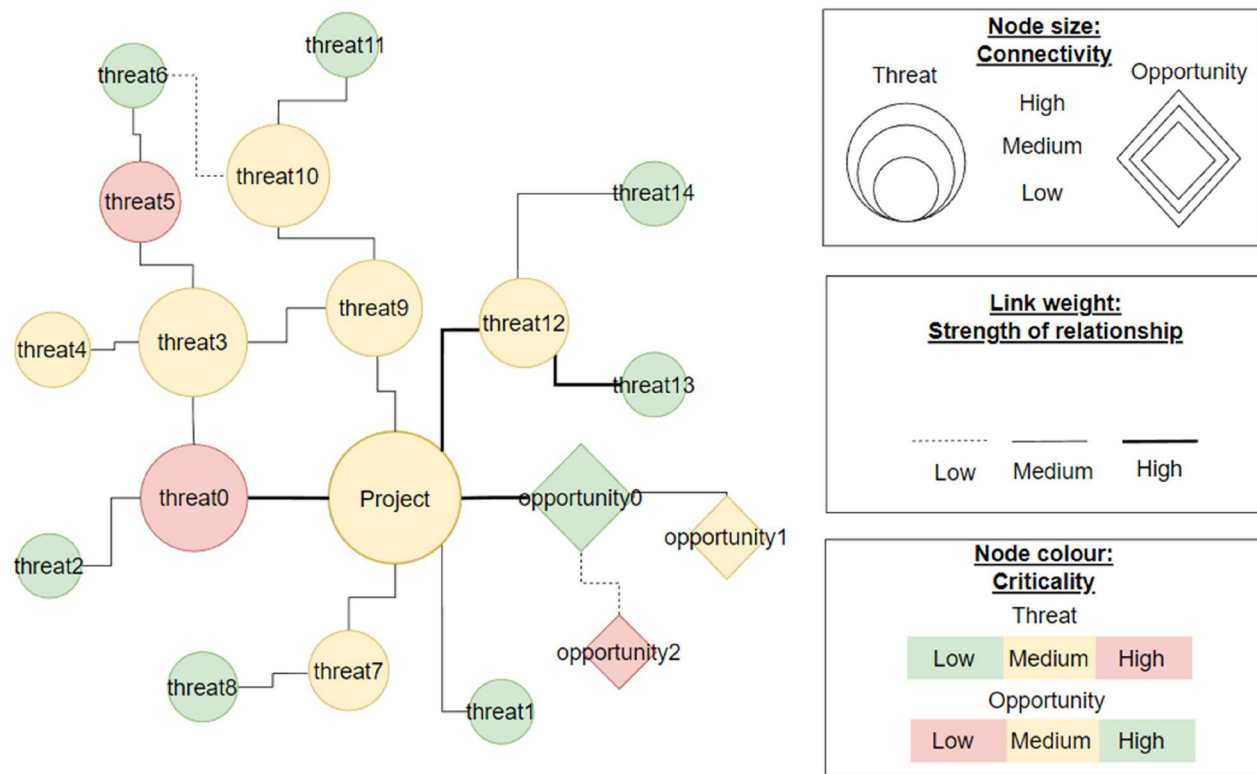 threat11
threat6
threat10
threat5
threat14
threat9
threat12
threat3
threat4
threat13
threat0
Project
opportunity0
opportunity1
threat2
opportunity2
threat7
threat8
threat1
Node size:
Connectivity
Threat
Opportunity
High
Medium
Low
Link weight:
Strength of relationship
Low Medium High
Node colour:
Criticality
Threat
Low Medium High
Opportunity
Low Medium High